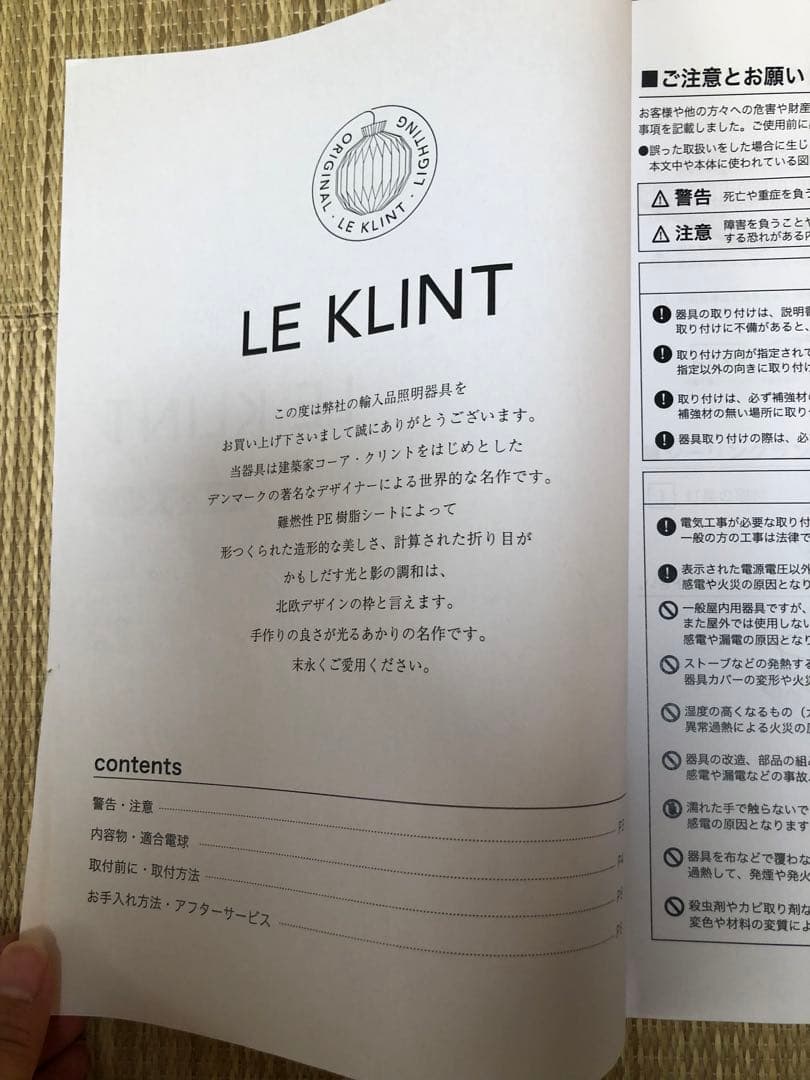 ORIGINAL · LE KLINT · LIGHTING
LE KLINT
この度は弊社の輸入品照明器具を
お買い上げ下さいまして誠にありがとうございます。
当器具は建築家コーア・クリントをはじめとした
デンマークの著名なデザイナーによる世界的な名作です。
難燃性PE樹脂シートによって
形つくられた造形的な美しさ、計算された折り目が
かもしだす光と影の調和は、
北欧デザインの枠と言えます。
手作りの良さが光るあかりの名作です。
末永くご愛用ください。
contents
警告・注意 P3
内容物・適合電球 P4
取付前に・取付方法
お手入れ方法・アフターサービス
■ご注意とお願い
お客様や他の方々への危害や財産
事項を記載しました。ご使用前に
●誤った取扱いをした場合に生じ
本文中や本体に使われている図
警告 死亡や重症を負う
注意 障害を負うことや
する恐れがある内
器具の取り付けは、説明書
取り付けに不備があると、
取り付け方向が指定されて
指定以外の向きに取り付け
取り付けは、必ず補強材の
補強材の無い場所に取り付
器具取り付けの際は、必
電気工事が必要な取り付
一般の方の工事は法律で
表示された電源電圧以外
感電や火災の原因となり
一般屋内用器具ですが、
また屋外では使用しない
感電や漏電の原因となり
ストーブなどの発熱する
器具カバーの変形や火災
温度の高くなるもの
異常過熱による火災の原
器具の改造、部品の組
感電や漏電などの事故
濡れた手で触らないで
感電の原因となります
器具を布などで覆わな
過熱して、発煙や発火
殺虫剤やカビ取り剤な
変色や材料の変質によ